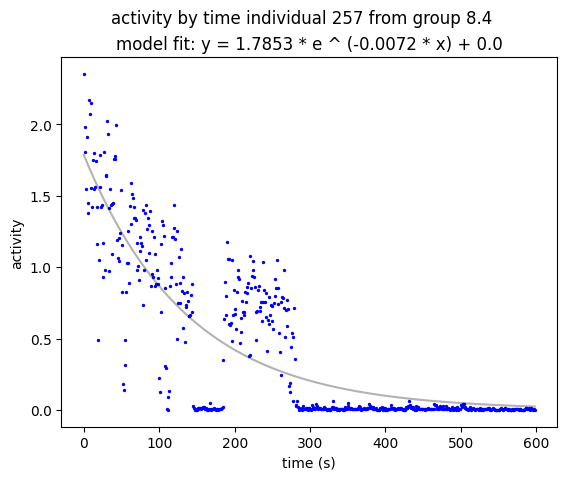 activity by time individual 257 from group 8.4
model fit: y = 1.7853 * e ^ (-0.0072 * x) + 0.0
2.0
1.5
1.0
0.5
0.0
activity
0 100 200 300 400 500 600
time (s)